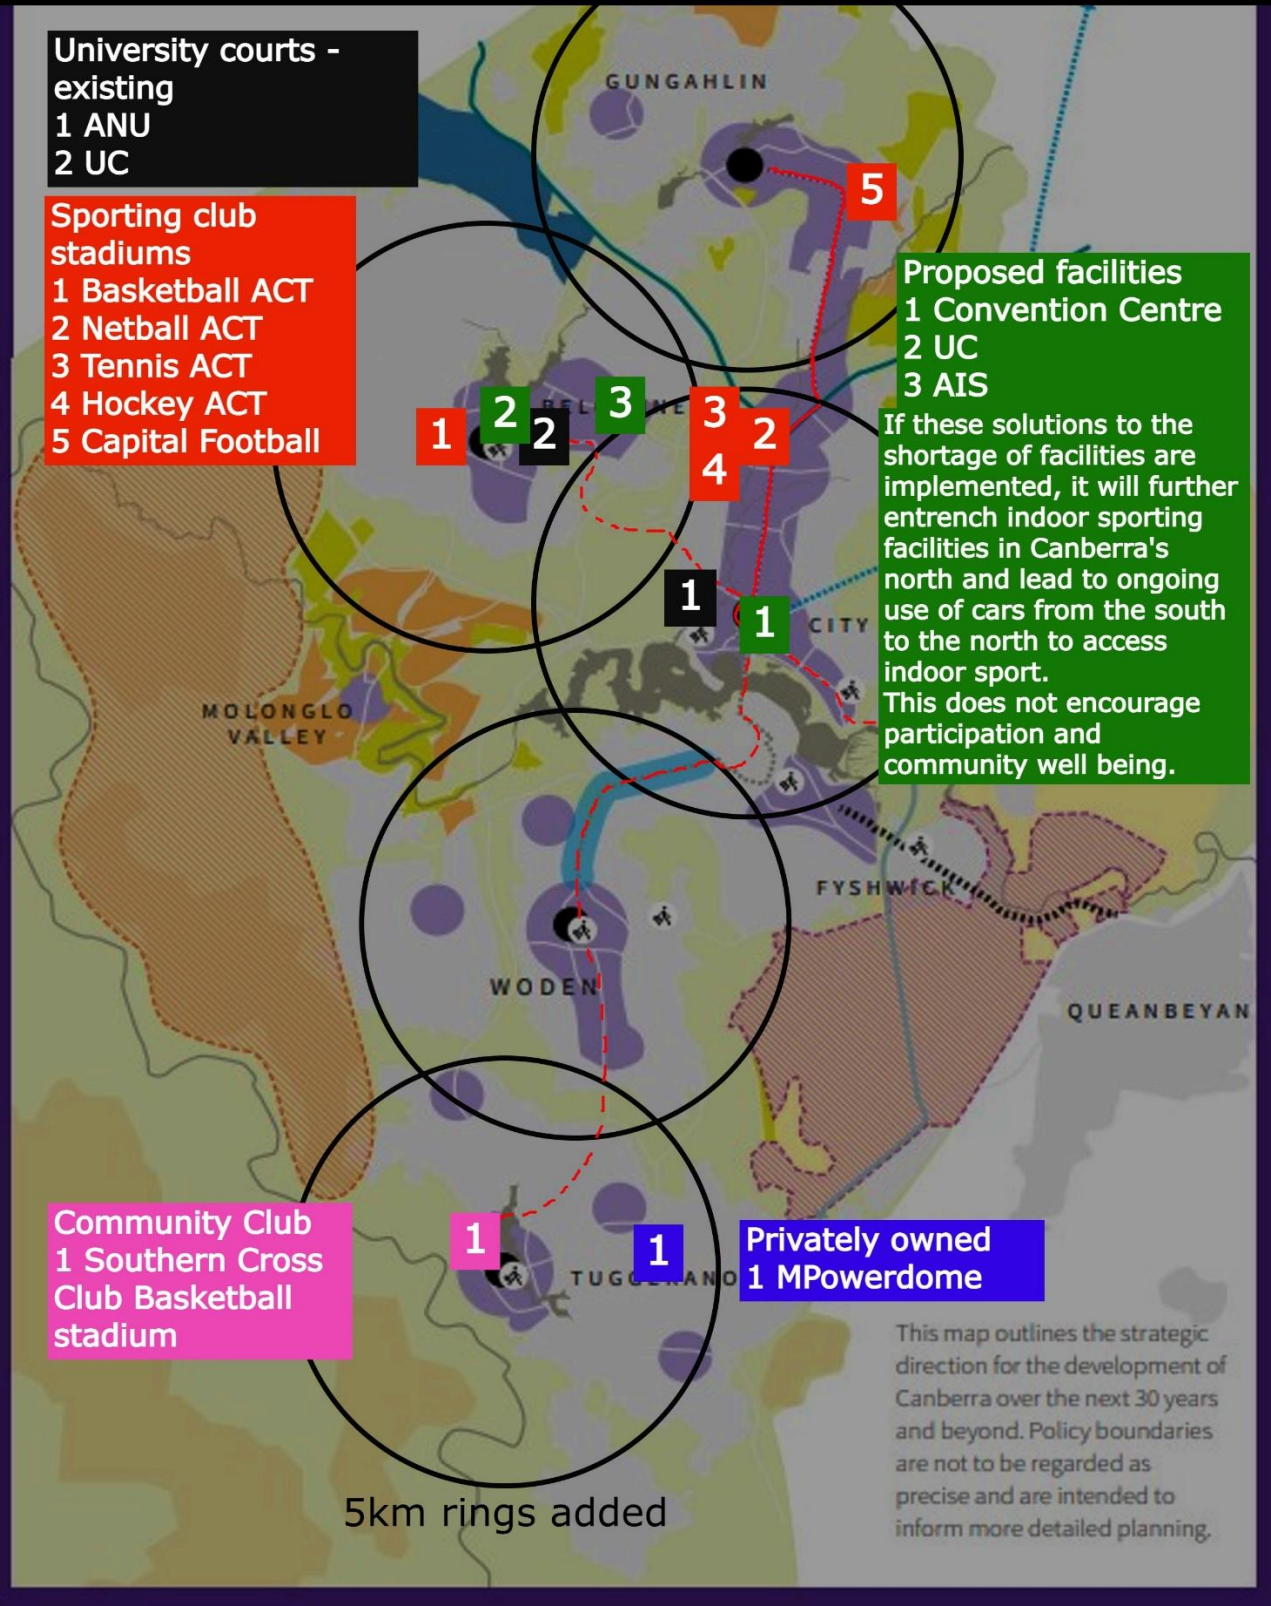 University courts -
existing
1 ANU
2 UC
Sporting club
stadiums
1 Basketball ACT
2 Netball ACT
3 Tennis ACT
4 Hockey ACT
5 Capital Football
GUNGAHLIN
5
Proposed facilities
1 Convention Centre
2 UC
3 AIS
If these solutions to the
shortage of facilities are
implemented, it will further
entrench indoor sporting
facilities in Canberra's
north and lead to ongoing
use of cars from the south
to the north to access
indoor sport.
This does not encourage
participation and
community well being.
1
2
2
3
3
2
4
1
1
CITY
MOLONGLO
VALLEY
FYSHWICK
WODEN
QUEANBEYAN
Community Club
1 Southern Cross
Club Basketball
stadium
1
1
Privately owned
1 MPowerdome
This map outlines the strategic
direction for the development of
Canberra over the next 30 years
and beyond. Policy boundaries
are not to be regarded as
precise and are intended to
inform more detailed planning.
5km rings added